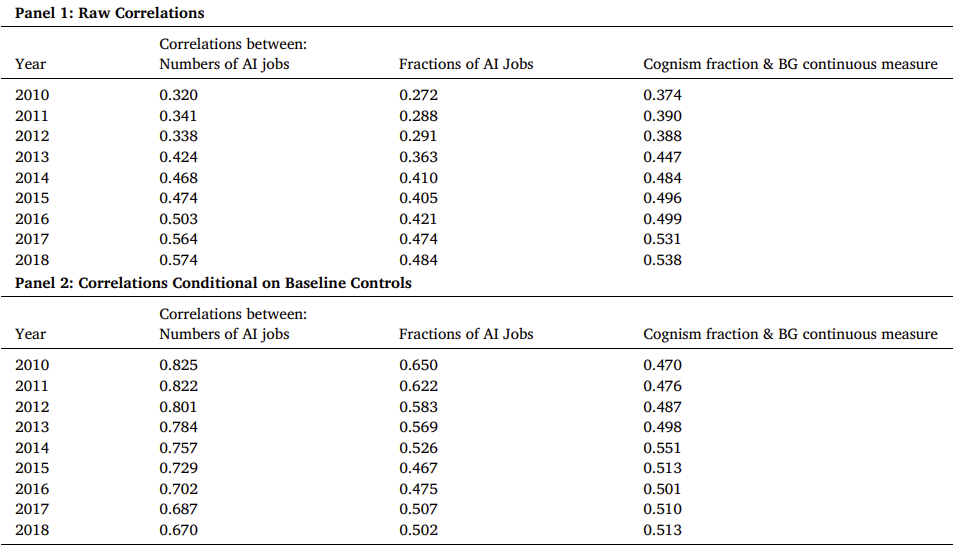 Panel 1: Raw Correlations
Correlations between:
Year Numbers of AI jobs Fractions of AI Jobs Cognism fraction & BG continuous measure
2010 0.320 0.272 0.374
2011 0.341 0.288 0.390
2012 0.338 0.291 0.388
2013 0.424 0.363 0.447
2014 0.468 0.410 0.484
2015 0.474 0.405 0.496
2016 0.503 0.421 0.499
2017 0.564 0.474 0.531
2018 0.574 0.484 0.538
Panel 2: Correlations Conditional on Baseline Controls
Correlations between:
Year Numbers of AI jobs Fractions of AI Jobs Cognism fraction & BG continuous measure
2010 0.825 0.650 0.470
2011 0.822 0.622 0.476
2012 0.801 0.583 0.487
2013 0.784 0.569 0.498
2014 0.757 0.526 0.551
2015 0.729 0.467 0.513
2016 0.702 0.475 0.501
2017 0.687 0.507 0.510
2018 0.670 0.502 0.513